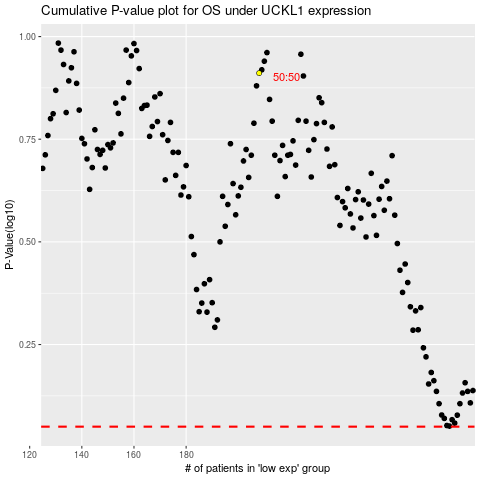 Cumulative P-value plot for OS under UCKL1 expression
1.00
50:50
0.75
P-Value(log10)
0.50
0.25
120 140 160 180
# of patients in 'low exp' group